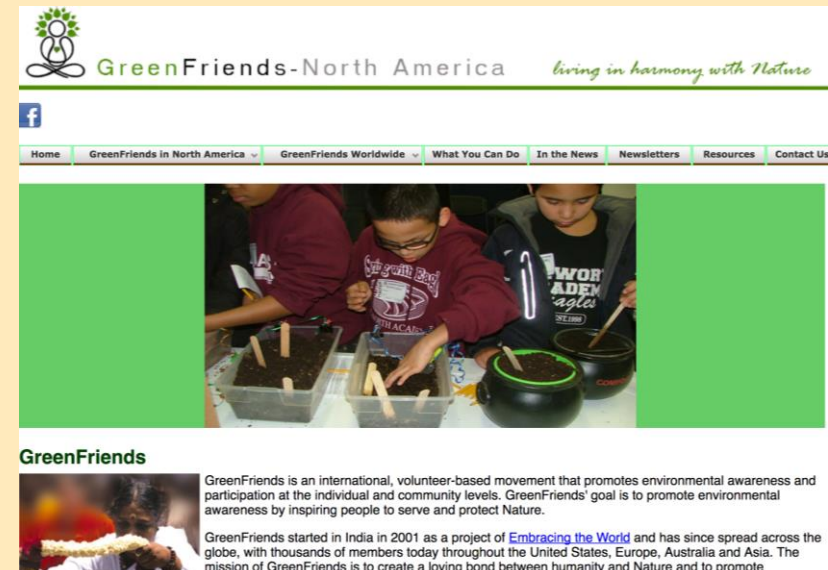 GreenFriends-North America
living in harmony with Nature
f
Home GreenFriends in North America GreenFriends Worldwide What You Can Do In the News Newsletters Resources Contact Us
GreenFriends
GreenFriends is an international, volunteer-based movement that promotes environmental awareness and
participation at the individual and community levels. GreenFriends' goal is to promote environmental
awareness by inspiring people to serve and protect Nature.
GreenFriends started in India in 2001 as a project of Embracing the World and has since spread across the
globe, with thousands of members today throughout the United States, Europe, Australia and Asia. The
mission of GreenFriends is to create a loving bond between humanity and Nature and to promote